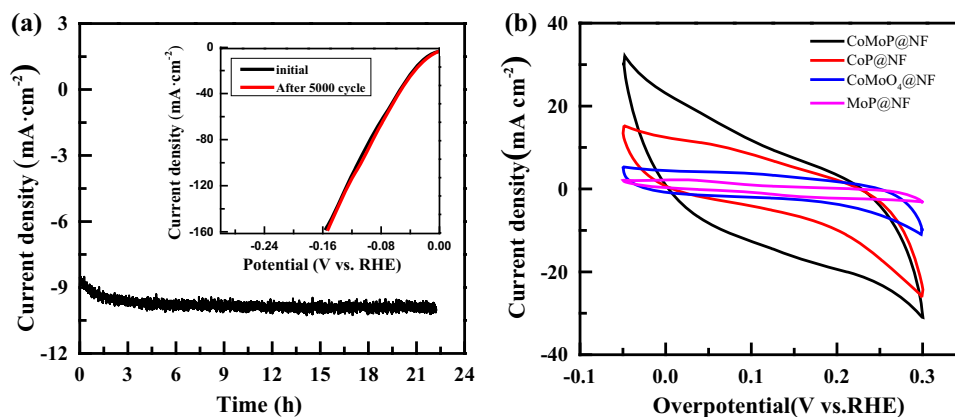 (a)
3
0
-3
-6
-9
-12
Current density (mA·cm⁻²)
0 3 6 9 12 15 18 21 24
Time (h)
0
-40
-80
-120
-160
Current density (mA·cm⁻²)
initial
After 5000 cycle
-0.24 -0.16 -0.08 0.00
Potential (V vs. RHE)
(b)
40
20
0
-20
-40
Current density(mA cm⁻²)
CoMoP@NF
CoP@NF
CoMoO₄@NF
MoP@NF
-0.1 0.0 0.1 0.2 0.3
Overpotential(V vs.RHE)